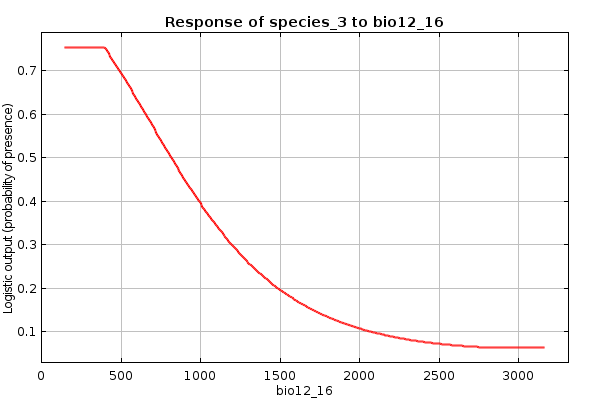 Response of species_3 to bio12_16
Logistic output (probability of presence)
0.7
0.6
0.5
0.4
0.3
0.2
0.1
0 500 1000 1500 2000 2500 3000
bio12_16